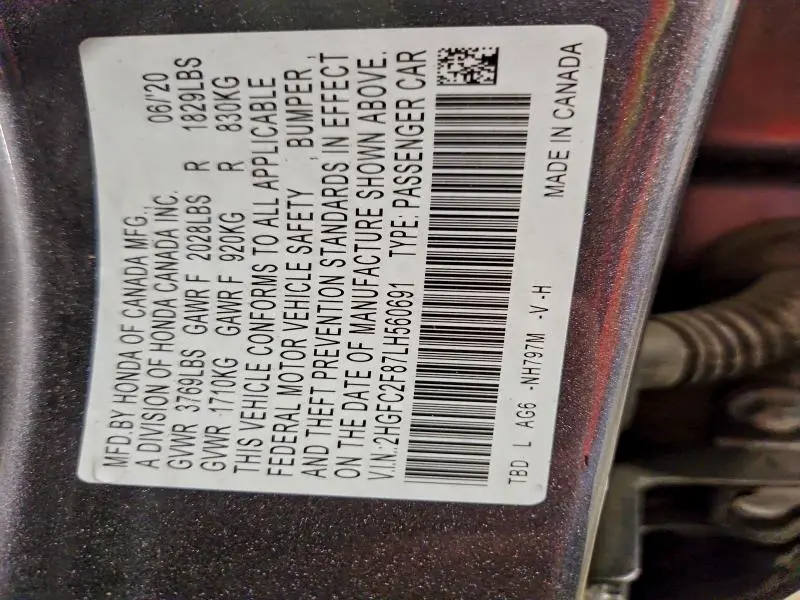 MFD.BY HONDA OF CANADA MFG., 06/'20
A DIVISION OF HONDA CANADA INC.
GVWR 3769LBS GAWR F 2028LBS R 1829LBS
GVWR 1710KG GAWR F 920KG R 830KG
THIS VEHICLE CONFORMS TO ALL APPLICABLE
FEDERAL MOTOR VEHICLE SAFETY , BUMPER ,
AND THEFT PREVENTION STANDARDS IN EFFECT
ON THE DATE OF MANUFACTURE SHOWN ABOVE.
V.I.N.:2HGFC2F87LH560691 TYPE: PASSENGER CAR
TBD L AG6 -NH797M -V -H MADE IN CANADA